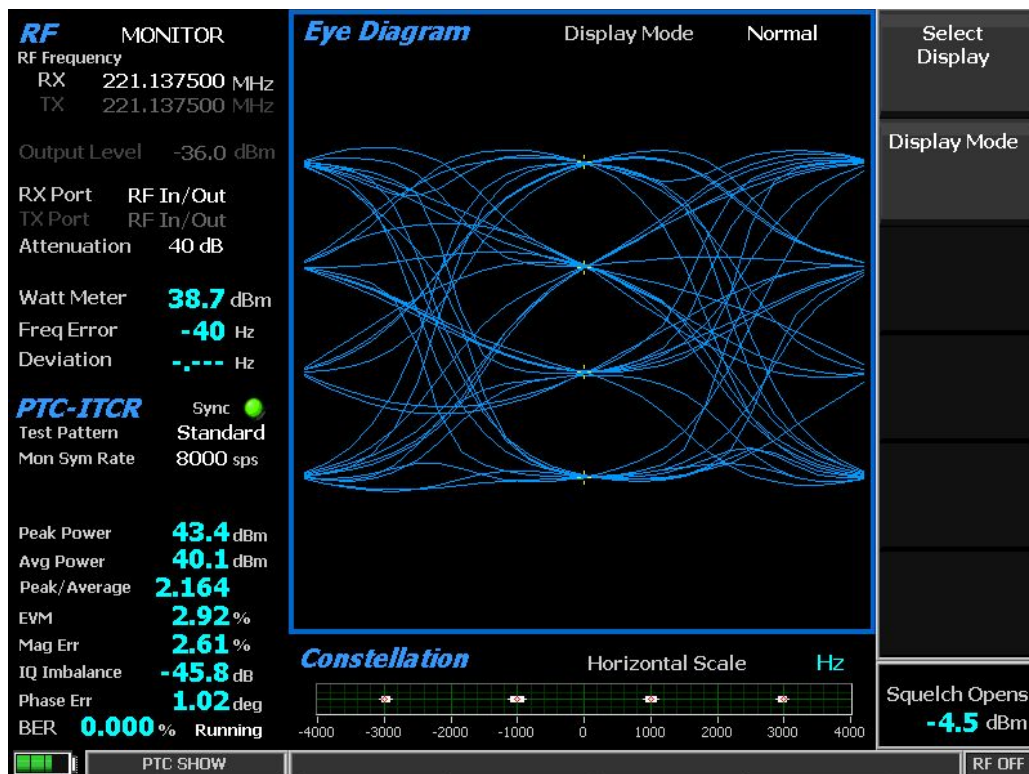 RF MONITOR
RF Frequency
RX 221.137500 MHz
TX 221.137500 MHz
Output Level -36.0 dBm
RX Port RF In/Out
TX Port RF In/Out
Attenuation 40 dB
Watt Meter 38.7 dBm
Freq Error -40 Hz
Deviation -.--- Hz
PTC-ITCR Sync
Test Pattern Standard
Mon Sym Rate 8000 sps
Peak Power 43.4 dBm
Avg Power 40.1 dBm
Peak/Average 2.164
EVM 2.92 %
Mag Err 2.61 %
IQ Imbalance -45.8 dB
Phase Err 1.02 deg
BER 0.000 % Running
Eye Diagram Display Mode Normal
Constellation Horizontal Scale Hz
-4000 -3000 -2000 -1000 0 1000 2000 3000 4000
Select
Display
Display Mode
Squelch Opens
-4.5 dBm
PTC SHOW
RF OFF